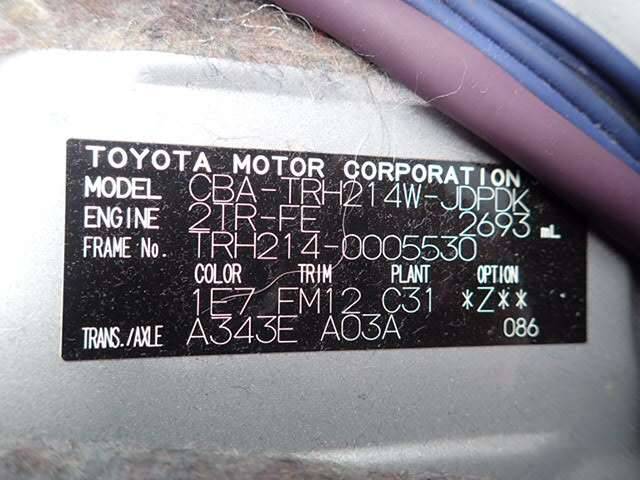 TOYOTA MOTOR CORPORATION
MODEL CBA-TRH214W-JDPDK
ENGINE 2TR-FE 2693 mL
FRAME No. TRH214-0005530
COLOR TRIM PLANT OPTION
1E7 FM12 C31 *Z**
TRANS./AXLE A343E A03A 086